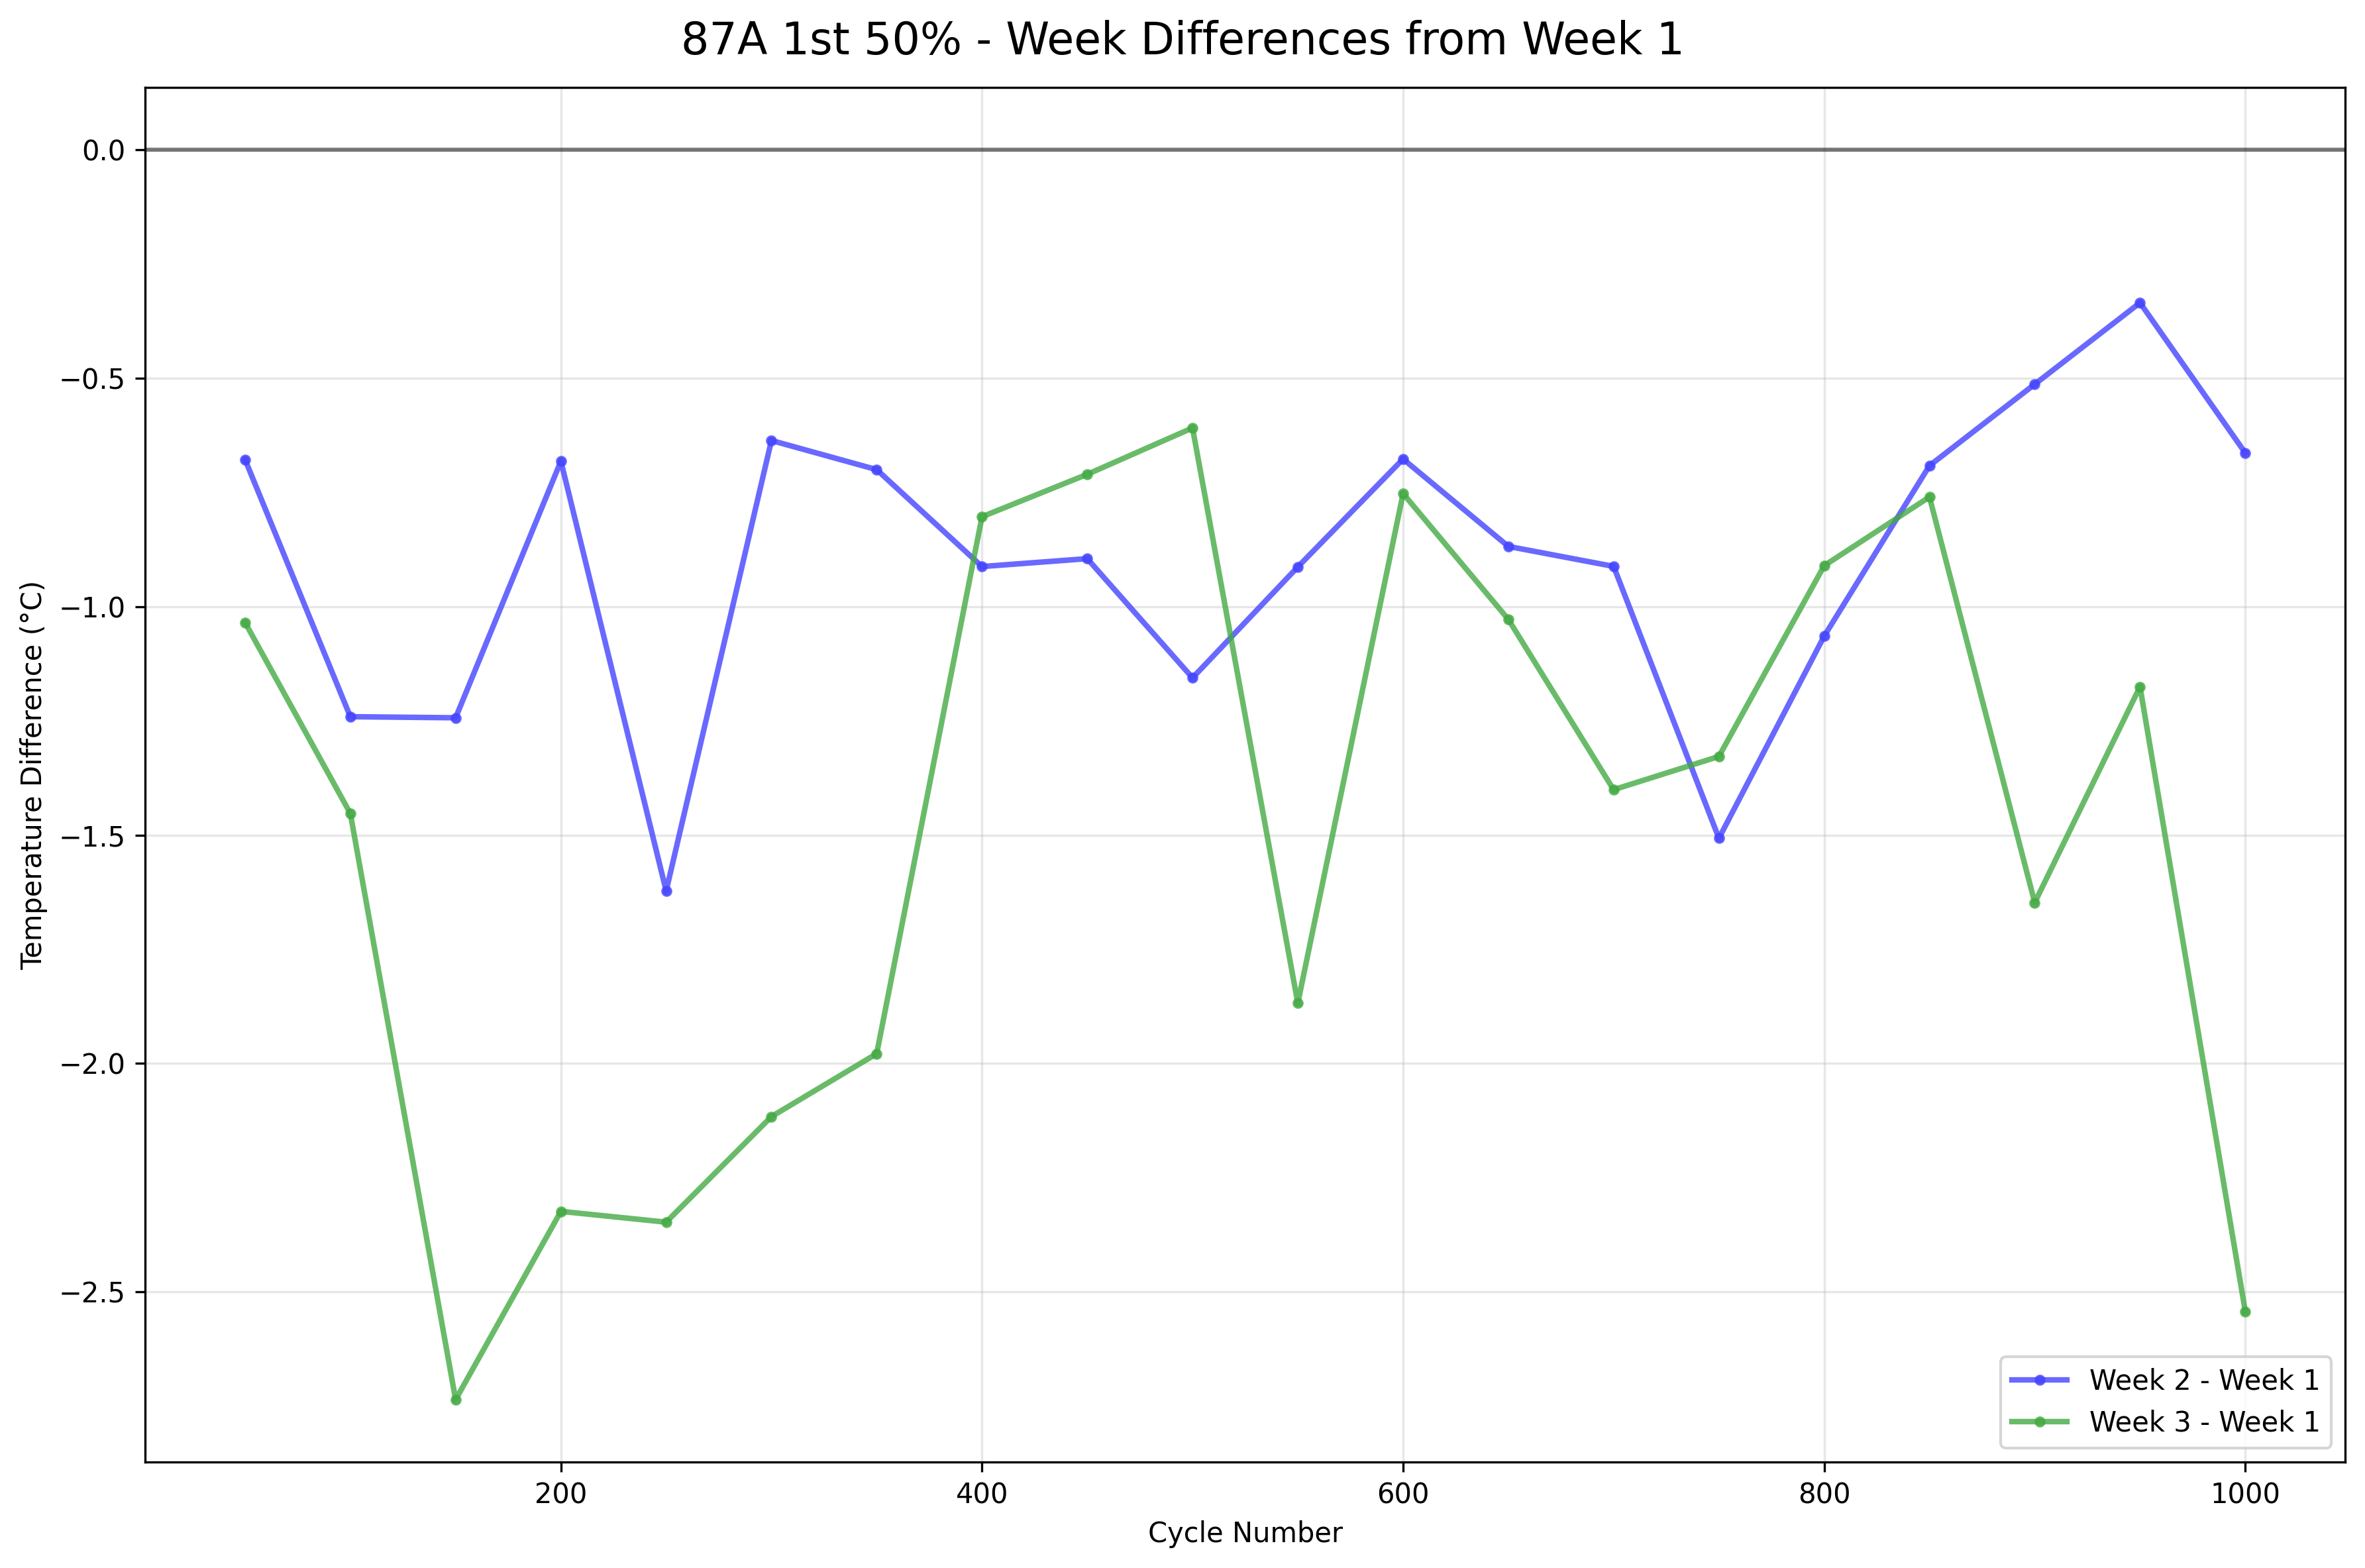 87A 1st 50% - Week Differences from Week 1
Temperature Difference (°C)
0.0
−0.5
−1.0
−1.5
−2.0
−2.5
200
400
600
800
1000
Cycle Number
Week 2 - Week 1
Week 3 - Week 1